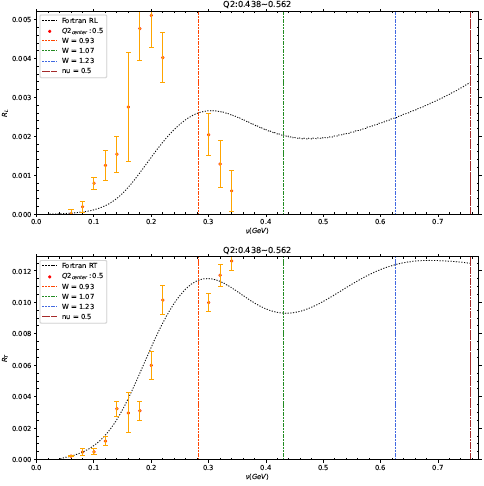 Q2:0.438−0.562
Fortran RL
Q2center:0.5
W = 0.93
W = 1.07
W = 1.23
nu = 0.5
0.005
0.004
0.003
0.002
0.001
0.000
RL
0.0 0.1 0.2 0.3 0.4 0.5 0.6 0.7
ν(GeV)
Q2:0.438−0.562
Fortran RT
Q2center:0.5
W = 0.93
W = 1.07
W = 1.23
nu = 0.5
0.012
0.010
0.008
0.006
0.004
0.002
0.000
RT
0.0 0.1 0.2 0.3 0.4 0.5 0.6 0.7
ν(GeV)